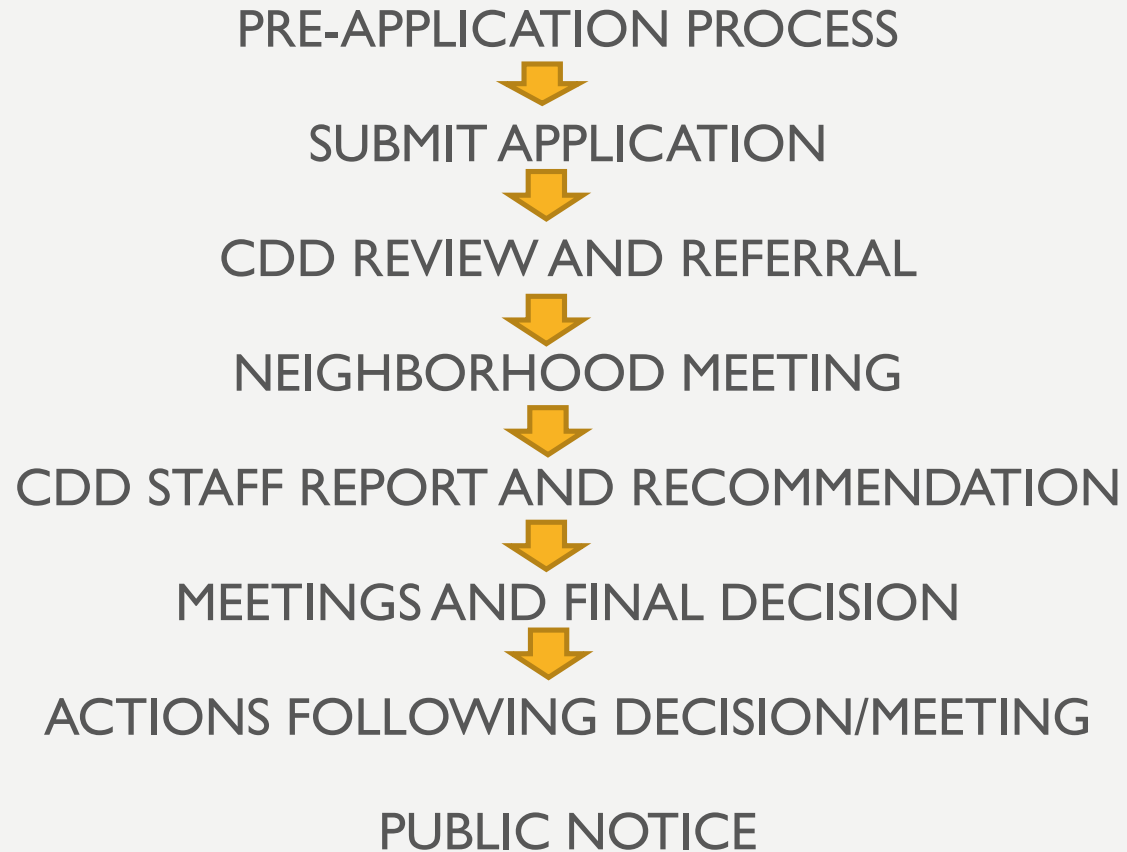 PRE-APPLICATION PROCESS
SUBMIT APPLICATION
CDD REVIEW AND REFERRAL
NEIGHBORHOOD MEETING
CDD STAFF REPORT AND RECOMMENDATION
MEETINGS AND FINAL DECISION
ACTIONS FOLLOWING DECISION/MEETING
PUBLIC NOTICE